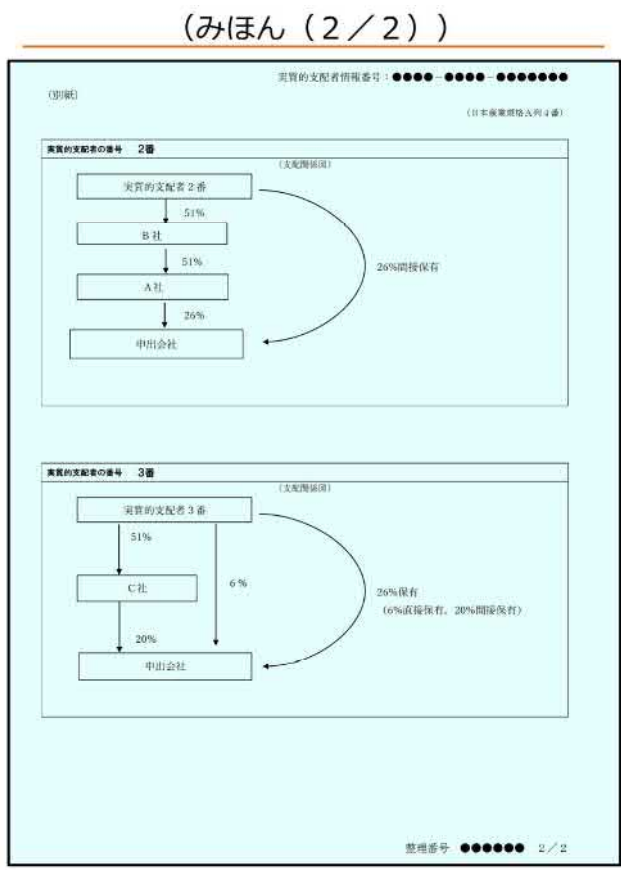 （みほん（２／２））
実質的支配者情報番号：●●●●－●●●●－●●●●●●●
（別紙）
（日本産業規格Ａ列４番）
実質的支配者の番号　2番
（支配関係図）
実質的支配者２番
51%
Ｂ社
51%
Ａ社
26%
申出会社
26%間接保有
実質的支配者の番号　3番
（支配関係図）
実質的支配者３番
51%
6％
Ｃ社
20%
申出会社
26%保有
（6%直接保有，20%間接保有）
整理番号　●●●●●●　２／２